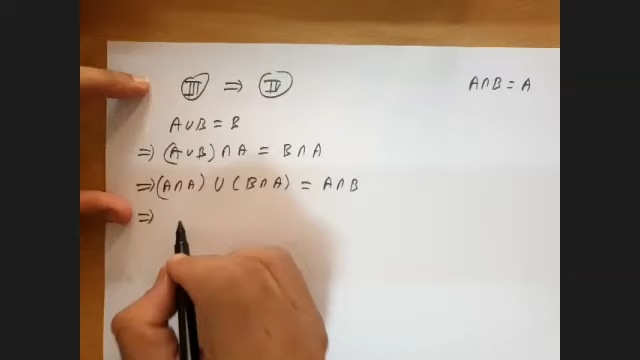 III ⇒ IV
A∩B = A
A∪B = B
⇒ (A∪B) ∩ A = B ∩ A
⇒ (A∩A) ∪ (B∩A) = A∩B
⇒